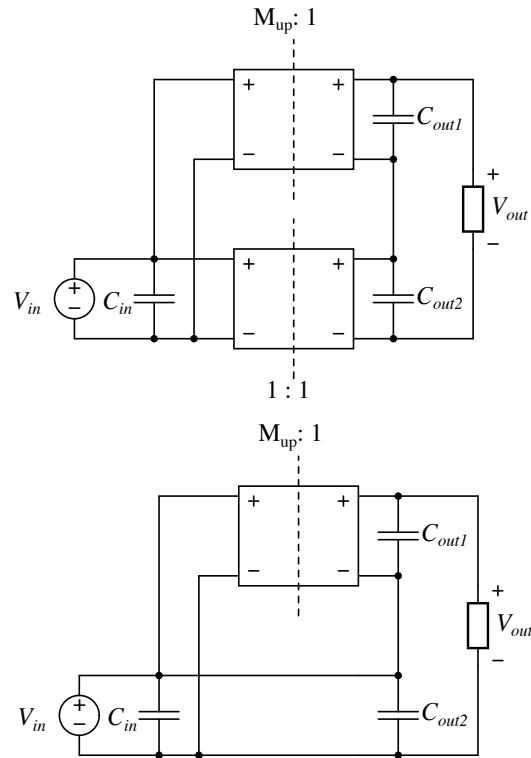 M_up: 1
+ +
C_out1
− −
+
V_out
−
+ +
V_in + − C_in
C_out2
− −
1 : 1
M_up: 1
+ +
C_out1
− −
+
V_out
−
V_in + − C_in
C_out2